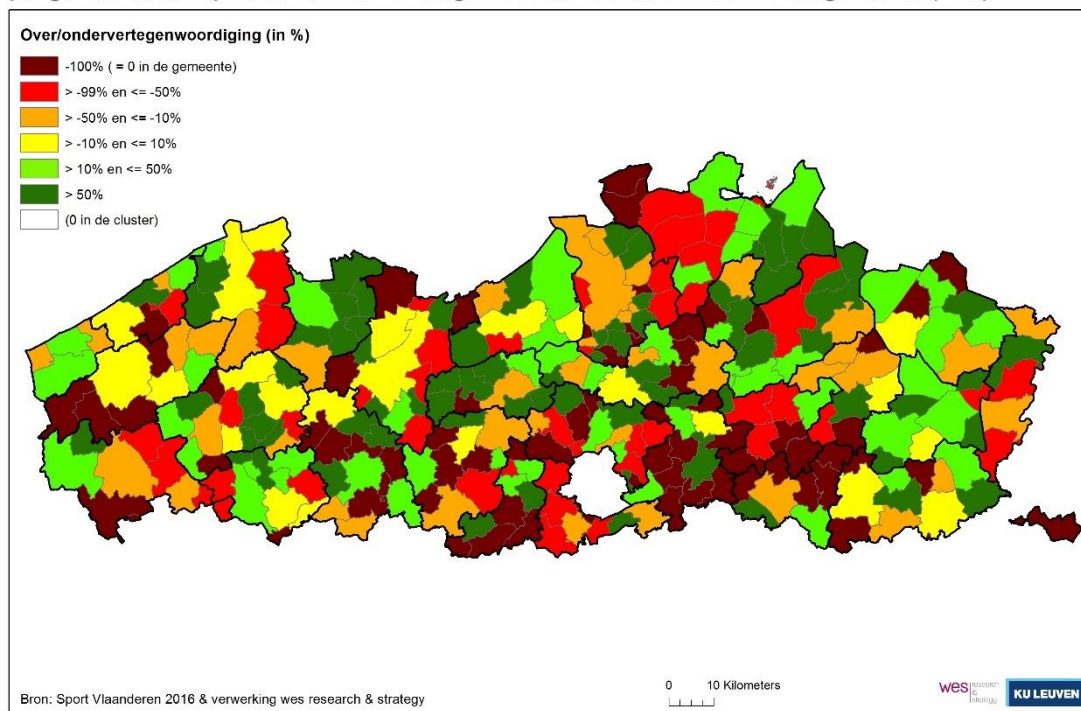 Over/ondervertegenwoordiging (in %)
-100% ( = 0 in de gemeente)
> -99% en <= -50%
> -50% en <= -10%
> -10% en <= 10%
> 10% en <= 50%
> 50%
(0 in de cluster)
Bron: Sport Vlaanderen 2016 & verwerking wes research & strategy
0 10 Kilometers
wes research
&
strategy
KU LEUVEN